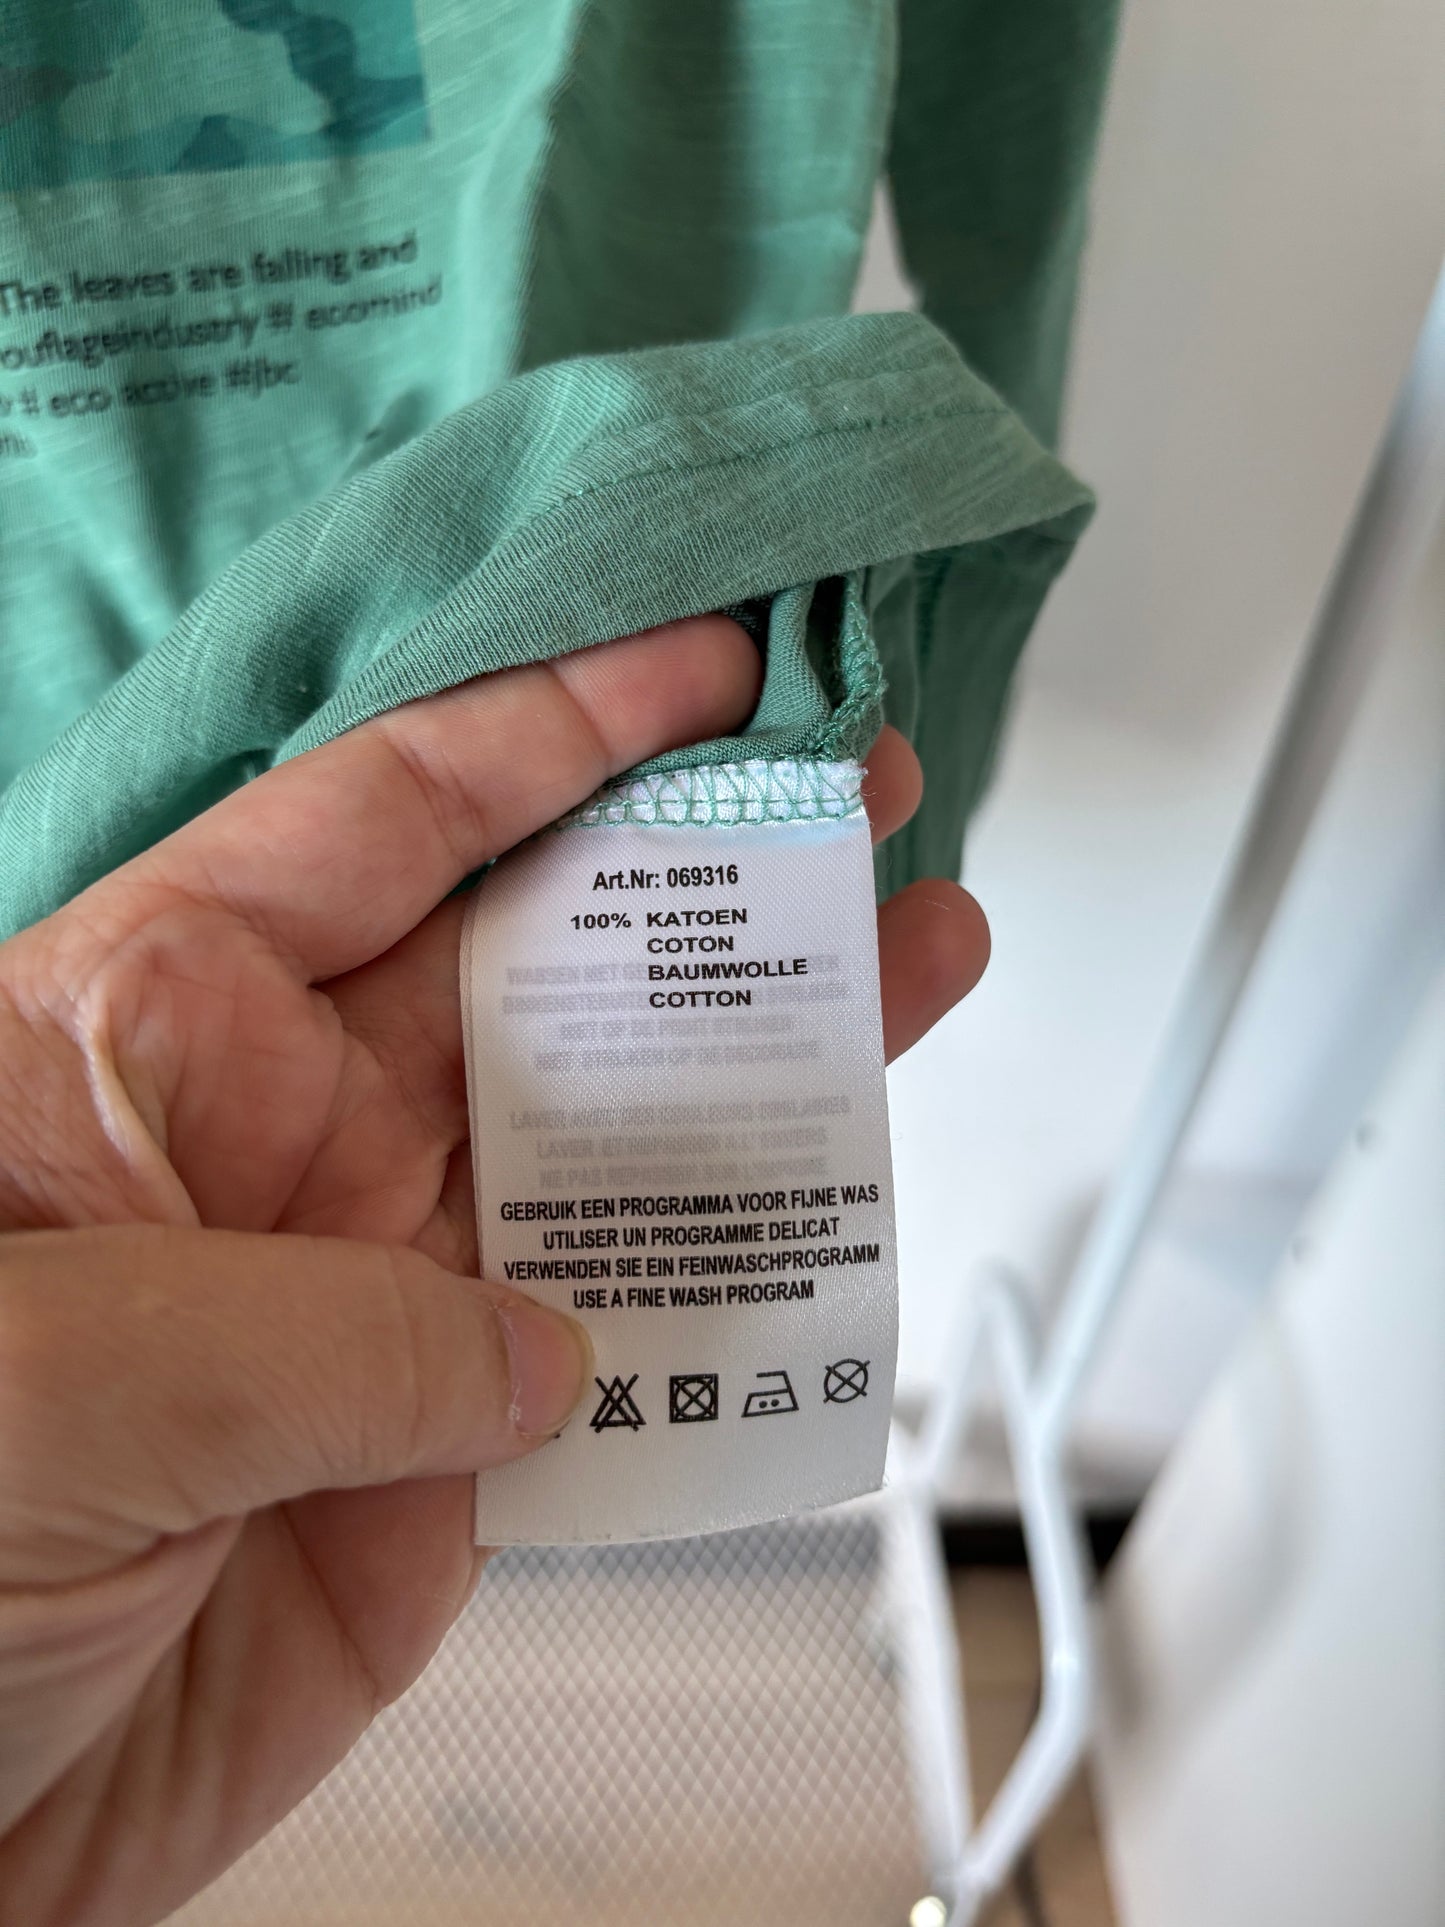 The leaves are falling and
ouflageindustry # ecomind
# eco active #jbc
Art.Nr: 069316
100% KATOEN
COTON
BAUMWOLLE
COTTON
GEBRUIK EEN PROGRAMMA VOOR FIJNE WAS
UTILISER UN PROGRAMME DELICAT
VERWENDEN SIE EIN FEINWASCHPROGRAMM
USE A FINE WASH PROGRAM